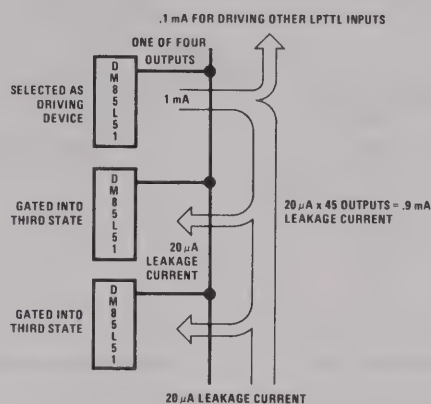 .1 mA FOR DRIVING OTHER LPTTL INPUTS
ONE OF FOUR
OUTPUTS
SELECTED AS
DRIVING
DEVICE
DM85L51
1 mA
GATED INTO
THIRD STATE
DM85L51
20 µA
LEAKAGE
CURRENT
20 µA x 45 OUTPUTS = .9 mA
LEAKAGE CURRENT
GATED INTO
THIRD STATE
DM85L51
20 µA LEAKAGE CURRENT